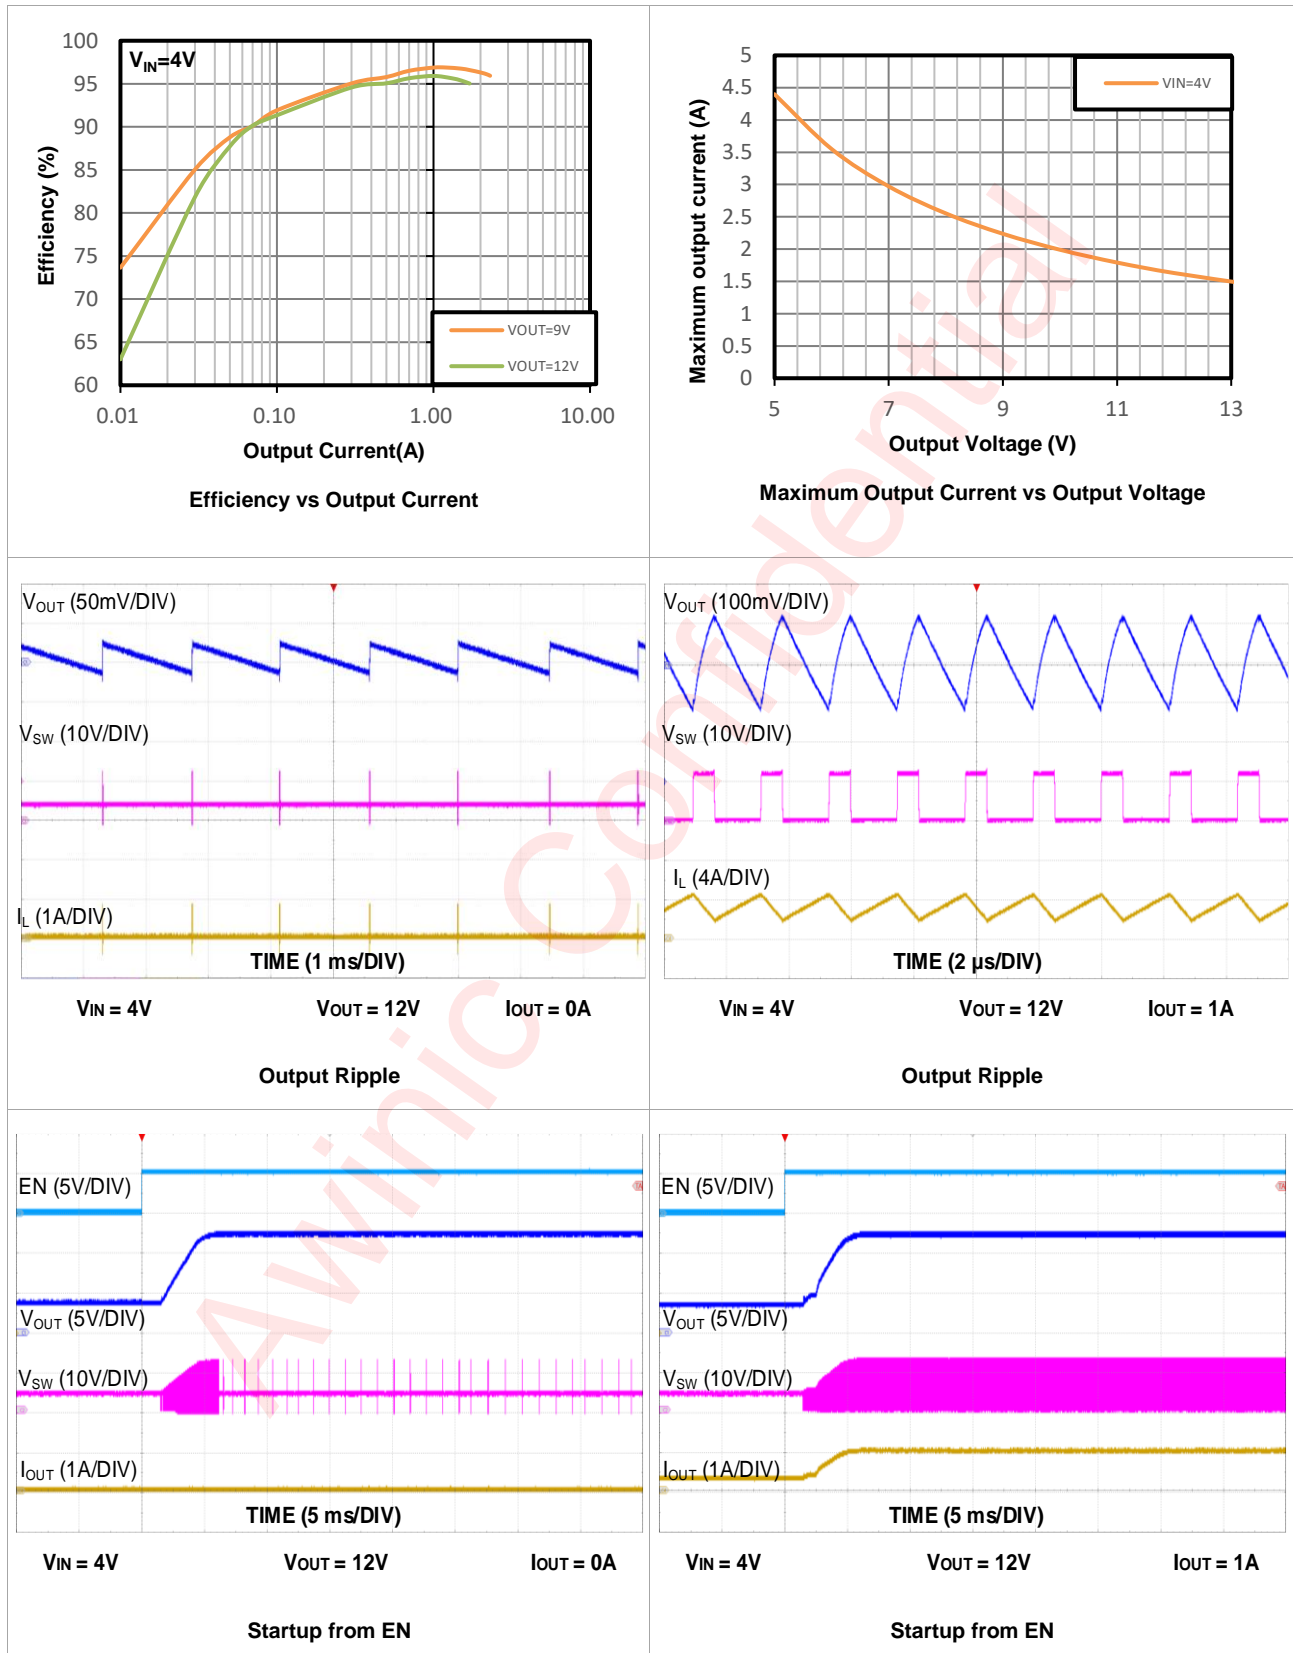 100
95
90
85
80
75
70
65
60
Efficiency (%)
VIN=4V
VOUT=9V
VOUT=12V
0.01
0.10
1.00
10.00
Output Current(A)
Efficiency vs Output Current
5
4.5
4
3.5
3
2.5
2
1.5
1
0.5
0
Maximum output current (A)
VIN=4V
5
7
9
11
13
Output Voltage (V)
Maximum Output Current vs Output Voltage
VOUT (50mV/DIV)
VSW (10V/DIV)
IL (1A/DIV)
TIME (1 ms/DIV)
VIN = 4V VOUT = 12V IOUT = 0A
Output Ripple
VOUT (100mV/DIV)
VSW (10V/DIV)
IL (4A/DIV)
TIME (2 µs/DIV)
VIN = 4V VOUT = 12V IOUT = 1A
Output Ripple
EN (5V/DIV)
VOUT (5V/DIV)
VSW (10V/DIV)
IOUT (1A/DIV)
TIME (5 ms/DIV)
VIN = 4V VOUT = 12V IOUT = 0A
Startup from EN
EN (5V/DIV)
VOUT (5V/DIV)
VSW (10V/DIV)
IOUT (1A/DIV)
TIME (5 ms/DIV)
VIN = 4V VOUT = 12V IOUT = 1A
Startup from EN
Awinic Confidential